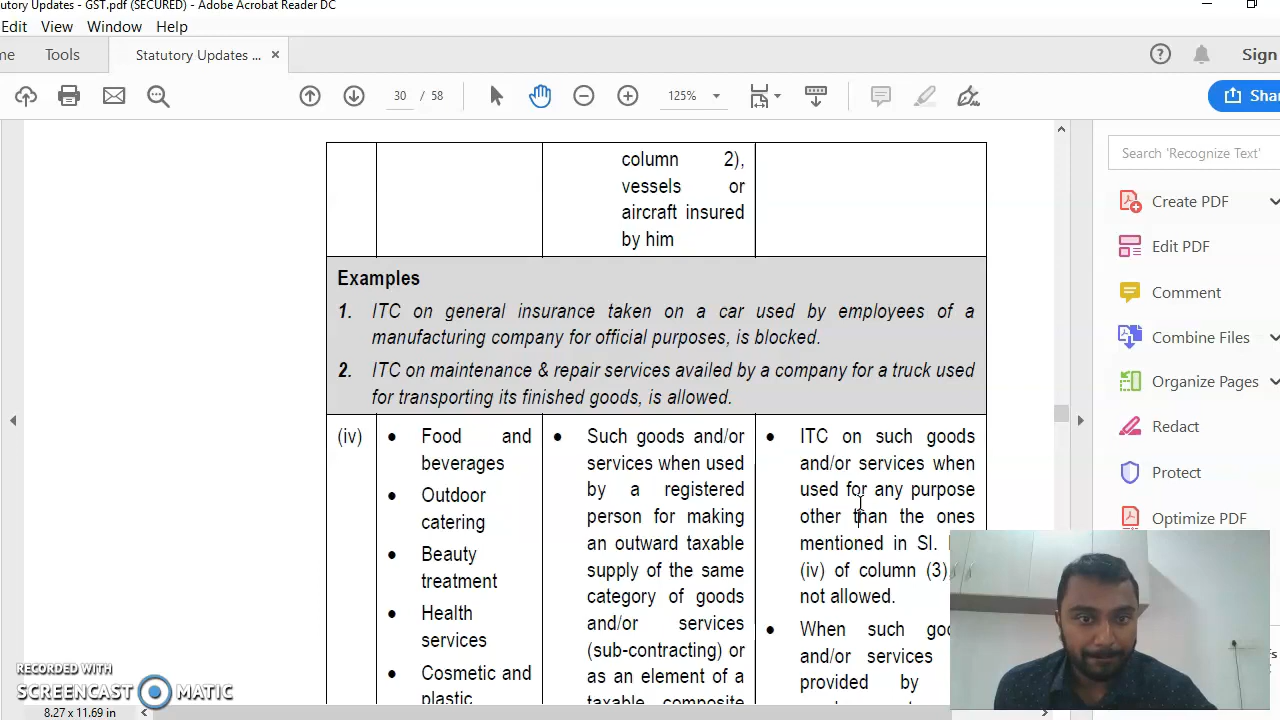 tutory Updates - GST.pdf (SECURED) - Adobe Acrobat Reader DC
Edit View Window Help
me Tools Statutory Updates ... × Sign
30 / 58 125% Shar
column 2),
vessels or
aircraft insured
by him
Examples
1. ITC on general insurance taken on a car used by employees of a
manufacturing company for official purposes, is blocked.
2. ITC on maintenance & repair services availed by a company for a truck used
for transporting its finished goods, is allowed.
(iv)
• Food and
beverages
• Outdoor
catering
• Beauty
treatment
• Health
services
• Cosmetic and
plastic
• Such goods and/or
services when used
by a registered
person for making
an outward taxable
supply of the same
category of goods
and/or services
(sub-contracting) or
as an element of a
taxable composite
• ITC on such goods
and/or services when
used for any purpose
other than the ones
mentioned in Sl.
(iv) of column (3)
not allowed.
• When such go
and/or services
provided by
Search 'Recognize Text'
Create PDF
Edit PDF
Comment
Combine Files
Organize Pages
Redact
Protect
Optimize PDF
RECORDED WITH
SCREENCAST MATIC
8.27 x 11.69 in